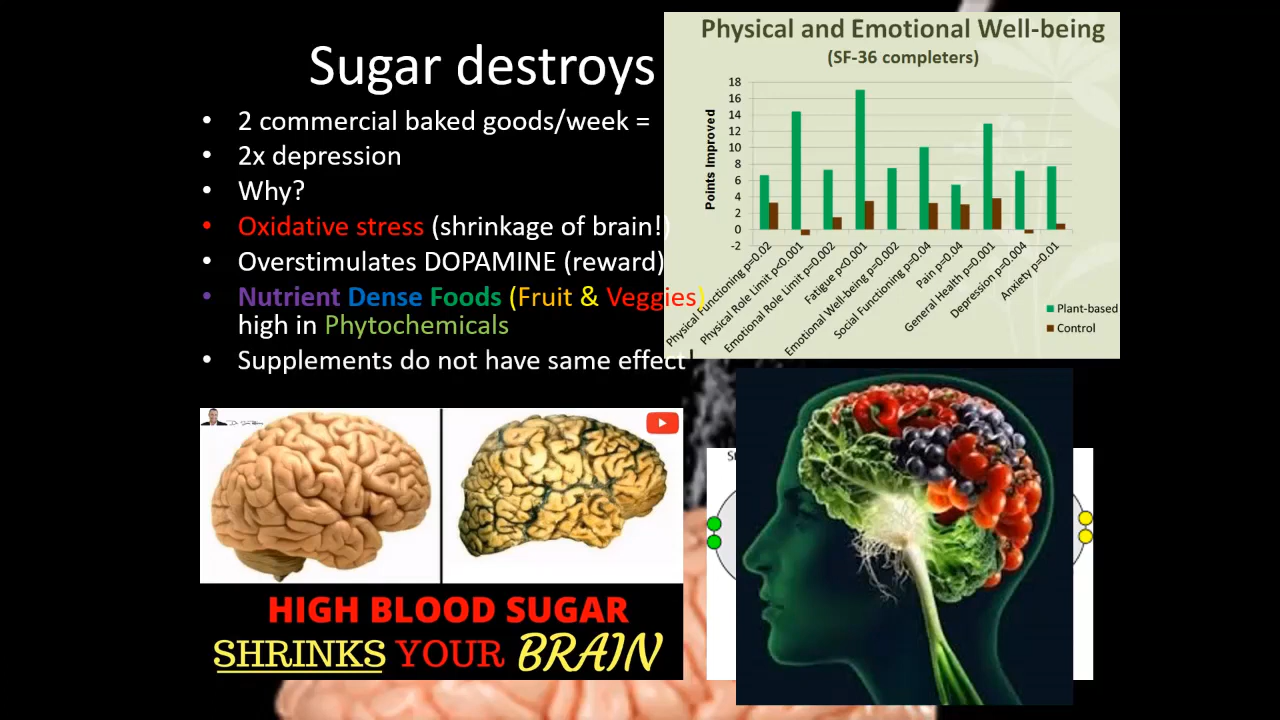 Sugar destroys
• 2 commercial baked goods/week =
• 2x depression
• Why?
• Oxidative stress (shrinkage of brain!)
• Overstimulates DOPAMINE (reward)
• Nutrient Dense Foods (Fruit & Veggies)
high in Phytochemicals
• Supplements do not have same effect!
Physical and Emotional Well-being
(SF-36 completers)
Points Improved
18
16
14
12
10
8
6
4
2
0
-2
Physical Functioning p=0.02
Physical Role Limit p<0.001
Emotional Role Limit p=0.002
Fatigue p<0.001
Emotional Well-being p=0.002
Social Functioning p=0.04
Pain p=0.04
General Health p=0.001
Depression p=0.004
Anxiety p=0.01
Plant-based
Control
HIGH BLOOD SUGAR
SHRINKS YOUR BRAIN